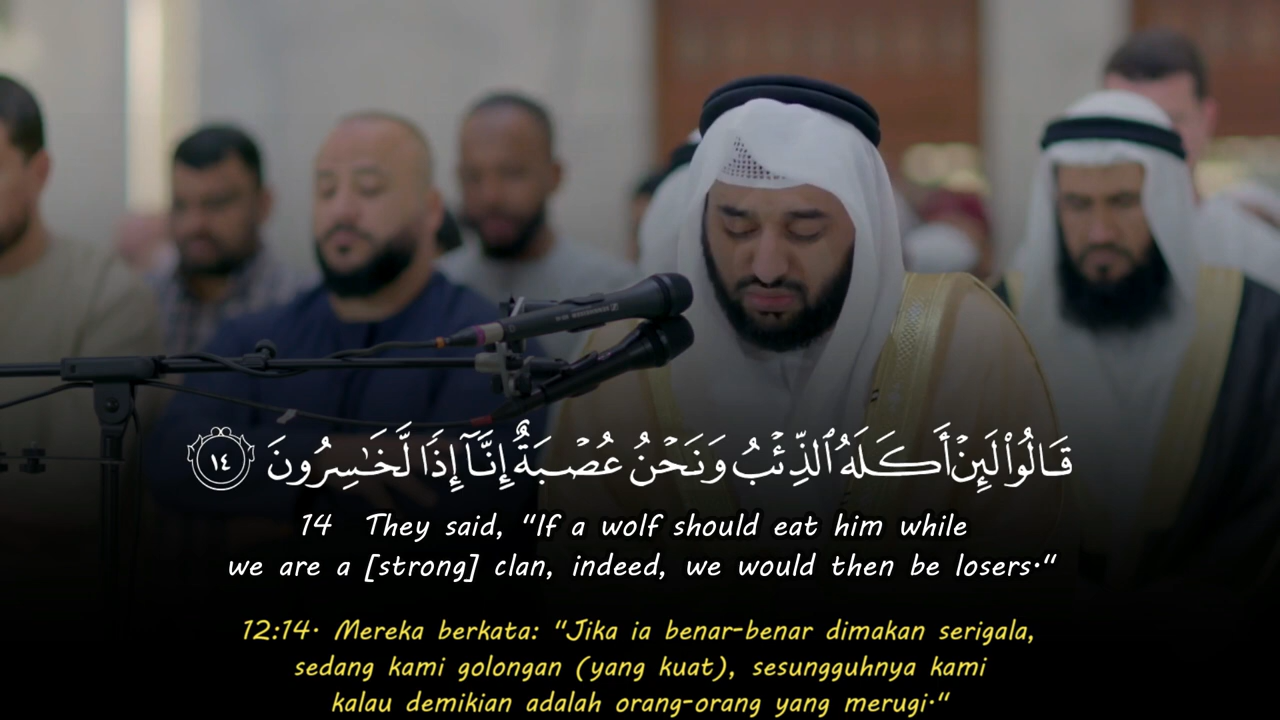 قَالُوا۟ لَئِنْ أَكَلَهُ ٱلذِّئْبُ وَنَحْنُ عُصْبَةٌ إِنَّآ إِذًا لَّخَـٰسِرُونَ ١٤
14 They said, “If a wolf should eat him while
we are a [strong] clan, indeed, we would then be losers.“
12:14. Mereka berkata: “Jika ia benar-benar dimakan serigala,
sedang kami golongan (yang kuat), sesungguhnya kami
kalau demikian adalah orang-orang yang merugi.“